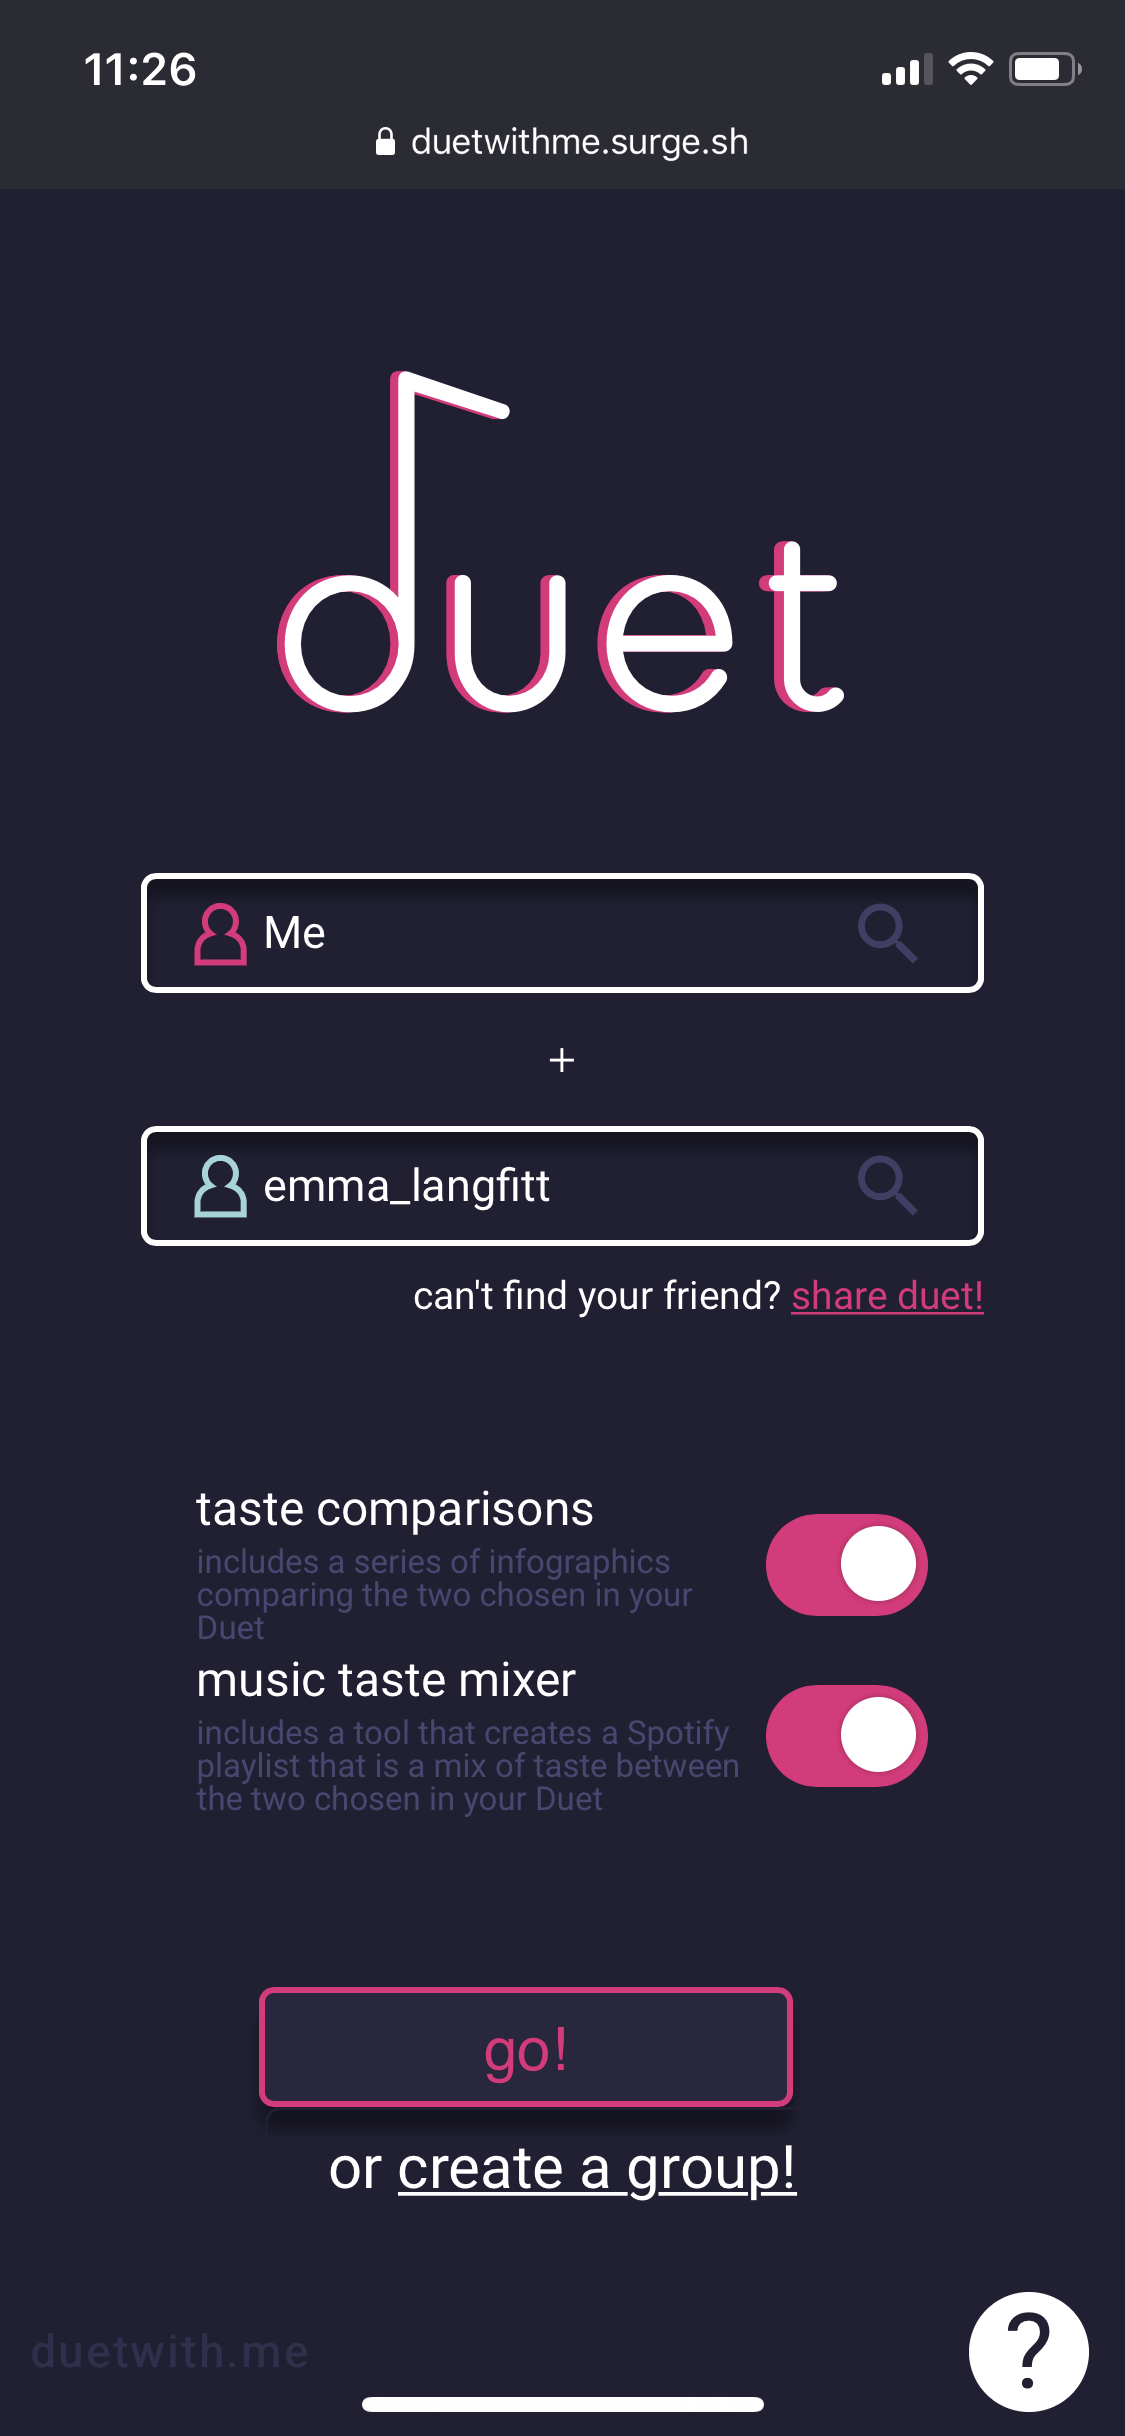 11:26
duetwithme.surge.sh
duet
Me
+
emma_langfitt
can't find your friend? share duet!
taste comparisons
includes a series of infographics
comparing the two chosen in your
Duet
music taste mixer
includes a tool that creates a Spotify
playlist that is a mix of taste between
the two chosen in your Duet
go!
or create a group!
duetwith.me
?